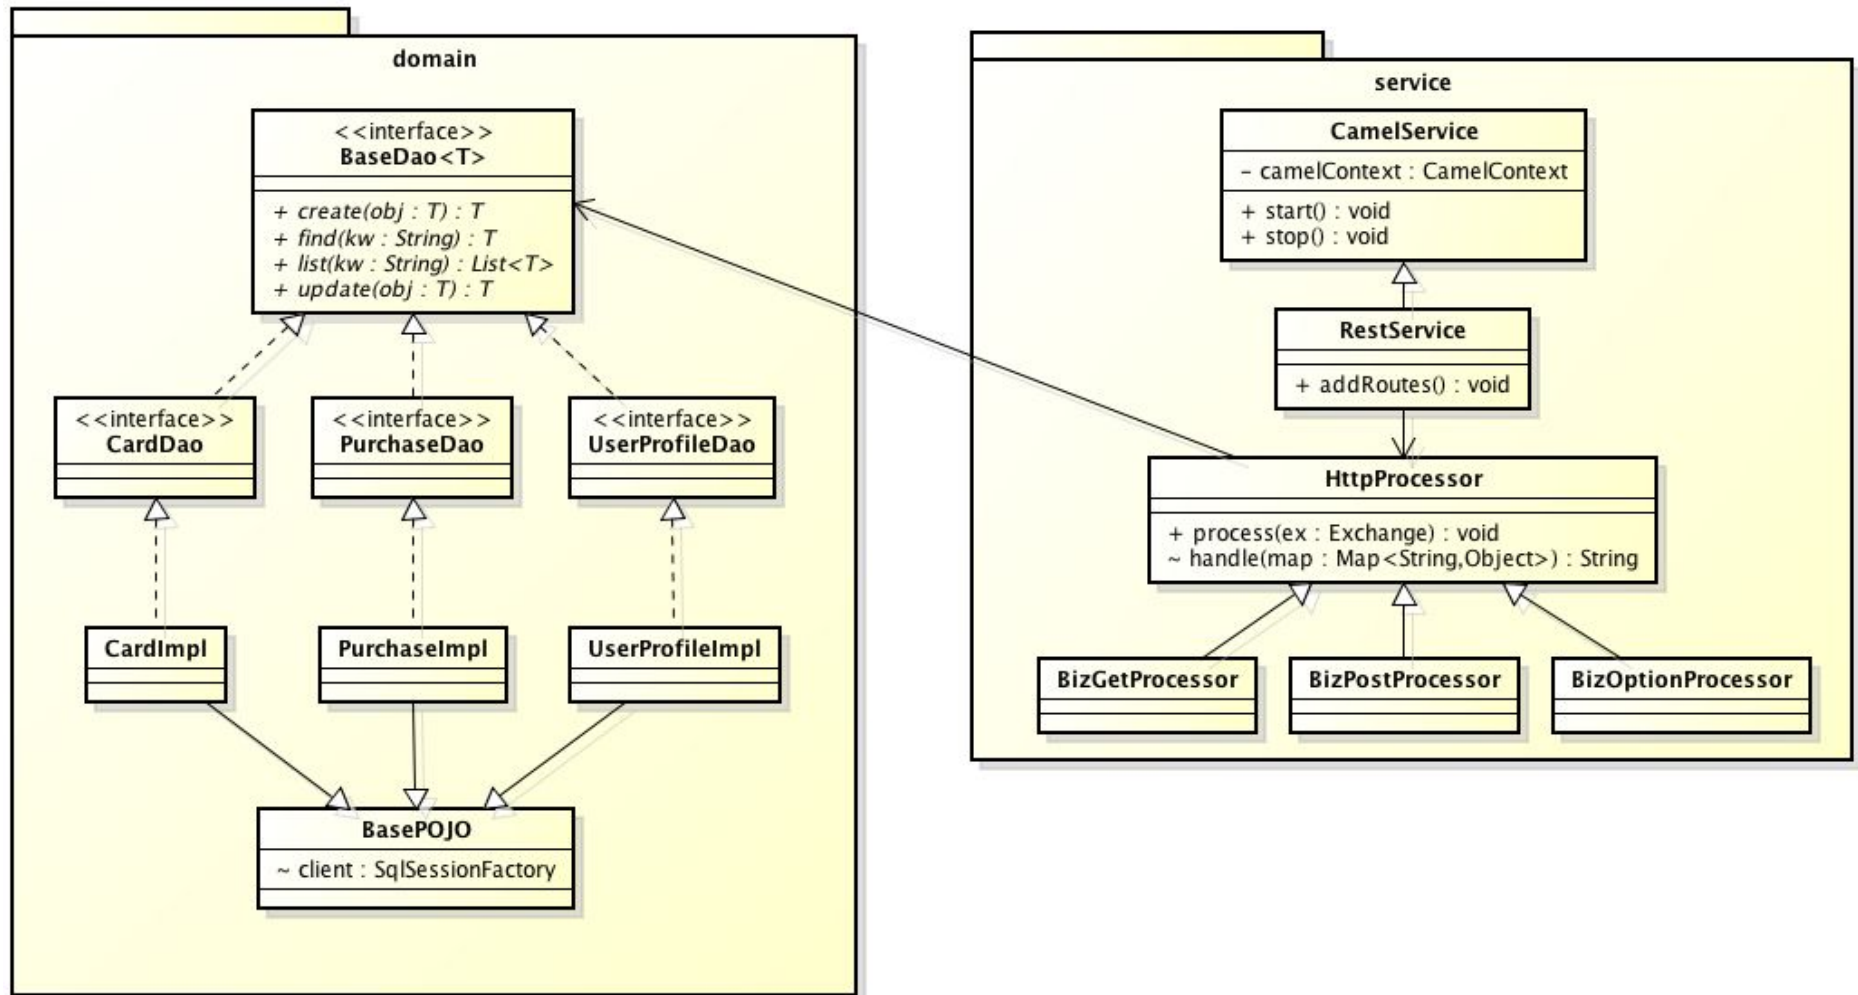 domain
<<interface>>
BaseDao<T>
+ create(obj : T) : T
+ find(kw : String) : T
+ list(kw : String) : List<T>
+ update(obj : T) : T
<<interface>>
CardDao
<<interface>>
PurchaseDao
<<interface>>
UserProfileDao
CardImpl
PurchaseImpl
UserProfileImpl
BasePOJO
~ client : SqlSessionFactory
service
CamelService
- camelContext : CamelContext
+ start() : void
+ stop() : void
RestService
+ addRoutes() : void
HttpProcessor
+ process(ex : Exchange) : void
~ handle(map : Map<String,Object>) : String
BizGetProcessor
BizPostProcessor
BizOptionProcessor